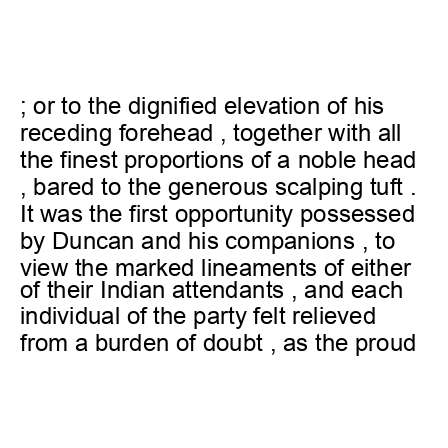 ; or to the dignified elevation of his
receding forehead , together with all
the finest proportions of a noble head
, bared to the generous scalping tuft .
It was the first opportunity possessed
by Duncan and his companions , to
view the marked lineaments of either
of their Indian attendants , and each
individual of the party felt relieved
from a burden of doubt , as the proud